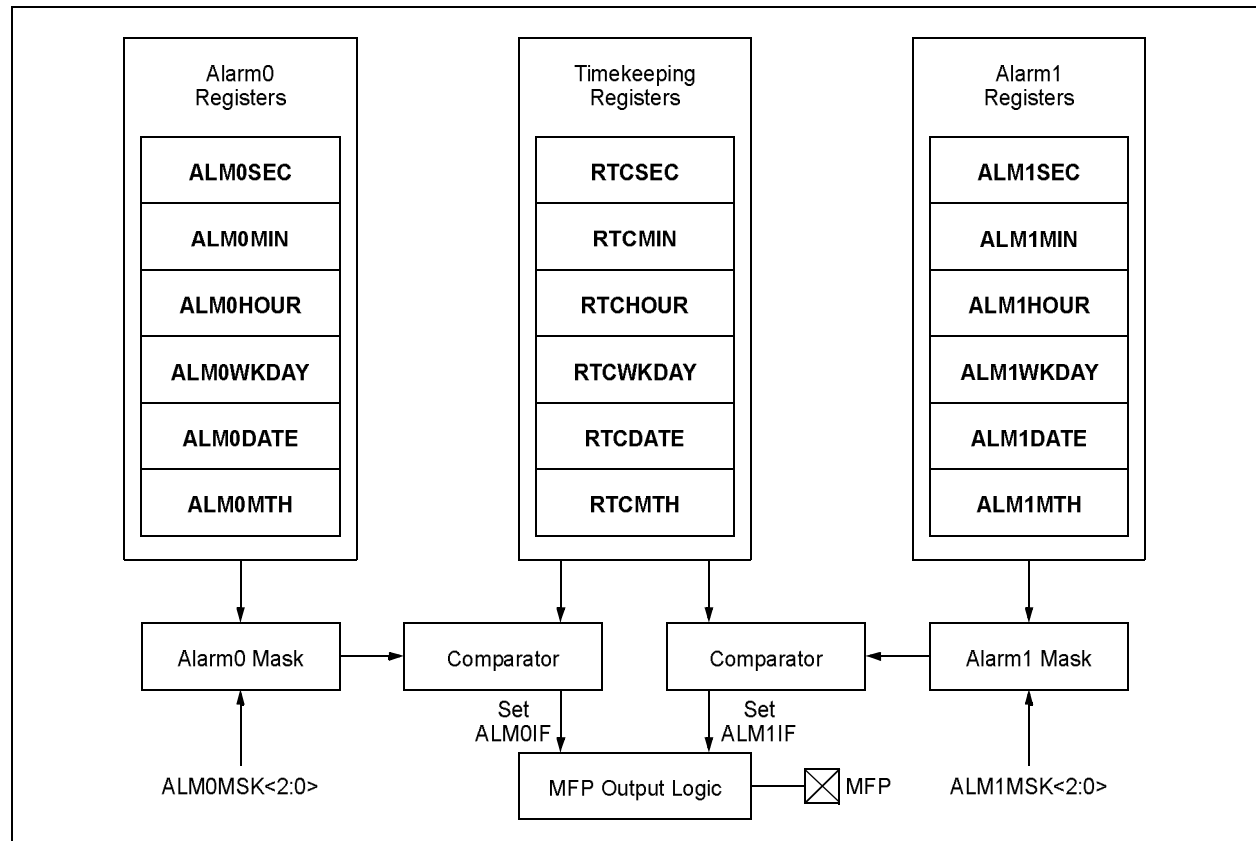 Alarm0
Registers
ALM0SEC
ALM0MIN
ALM0HOUR
ALM0WKDAY
ALM0DATE
ALM0MTH
Timekeeping
Registers
RTCSEC
RTCMIN
RTCHOUR
RTCWKDAY
RTCDATE
RTCMTH
Alarm1
Registers
ALM1SEC
ALM1MIN
ALM1HOUR
ALM1WKDAY
ALM1DATE
ALM1MTH
Alarm0 Mask
Comparator
Comparator
Alarm1 Mask
Set
ALM0IF
Set
ALM1IF
ALM0MSK<2:0>
MFP Output Logic
MFP
ALM1MSK<2:0>